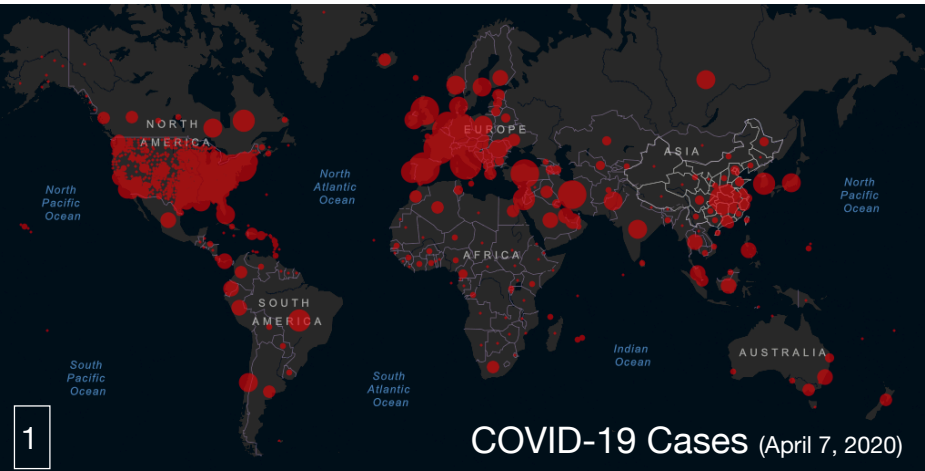 NORTH
AMERICA
EUROPE
ASIA
North
Pacific
Ocean
North
Atlantic
Ocean
North
Pacific
Ocean
AFRICA
SOUTH
AMERICA
AUSTRALIA
Indian
Ocean
South
Pacific
Ocean
South
Atlantic
Ocean
1
COVID-19 Cases (April 7, 2020)